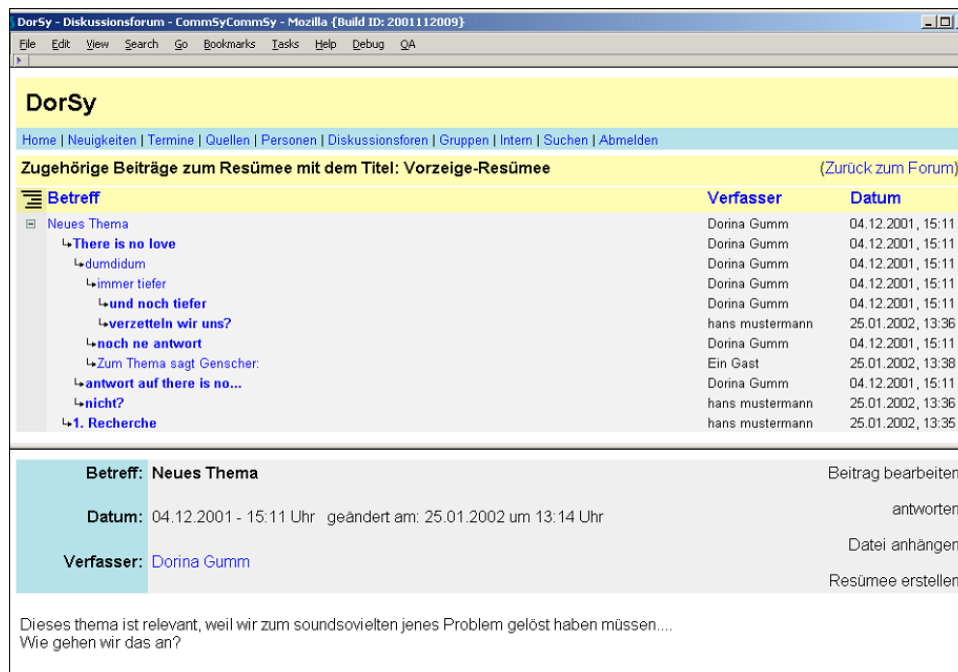 DorSy - Diskussionsforum - CommSyCommSy - Mozilla {Build ID: 2001112009}
File Edit View Search Go Bookmarks Tasks Help Debug QA
DorSy
Home | Neuigkeiten | Termine | Quellen | Personen | Diskussionsforen | Gruppen | Intern | Suchen | Abmelden
Zugehörige Beiträge zum Resümee mit dem Titel: Vorzeige-Resümee (Zurück zum Forum)
Betreff Verfasser Datum
Neues Thema Dorina Gumm 04.12.2001, 15:11
There is no love Dorina Gumm 04.12.2001, 15:11
dumdidum Dorina Gumm 04.12.2001, 15:11
immer tiefer Dorina Gumm 04.12.2001, 15:11
und noch tiefer Dorina Gumm 04.12.2001, 15:11
verzetteln wir uns? hans mustermann 25.01.2002, 13:36
noch ne antwort Dorina Gumm 04.12.2001, 15:11
Zum Thema sagt Genscher: Ein Gast 25.01.2002, 13:38
antwort auf there is no... Dorina Gumm 04.12.2001, 15:11
nicht? hans mustermann 25.01.2002, 13:36
1. Recherche hans mustermann 25.01.2002, 13:35
Betreff: Neues Thema Beitrag bearbeiten
antworten
Datum: 04.12.2001 - 15:11 Uhr geändert am: 25.01.2002 um 13:14 Uhr
Datei anhängen
Verfasser: Dorina Gumm
Resümee erstellen
Dieses thema ist relevant, weil wir zum soundsovielten jenes Problem gelöst haben müssen....
Wie gehen wir das an?